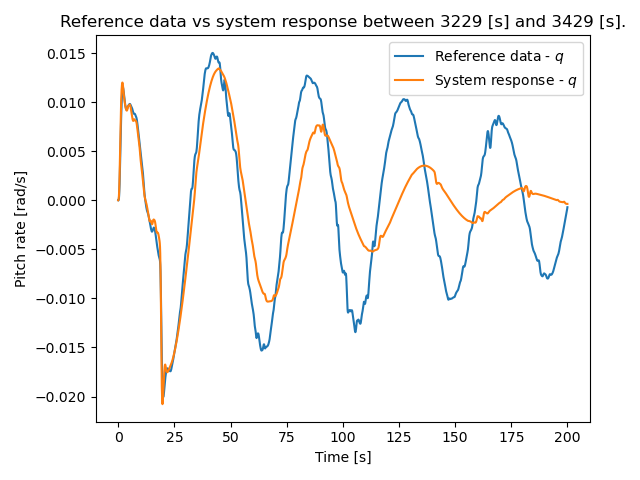 Reference data vs system response between 3229 [s] and 3429 [s].
Reference data - q
System response - q
Pitch rate [rad/s]
0.015
0.010
0.005
0.000
−0.005
−0.010
−0.015
−0.020
0 25 50 75 100 125 150 175 200
Time [s]